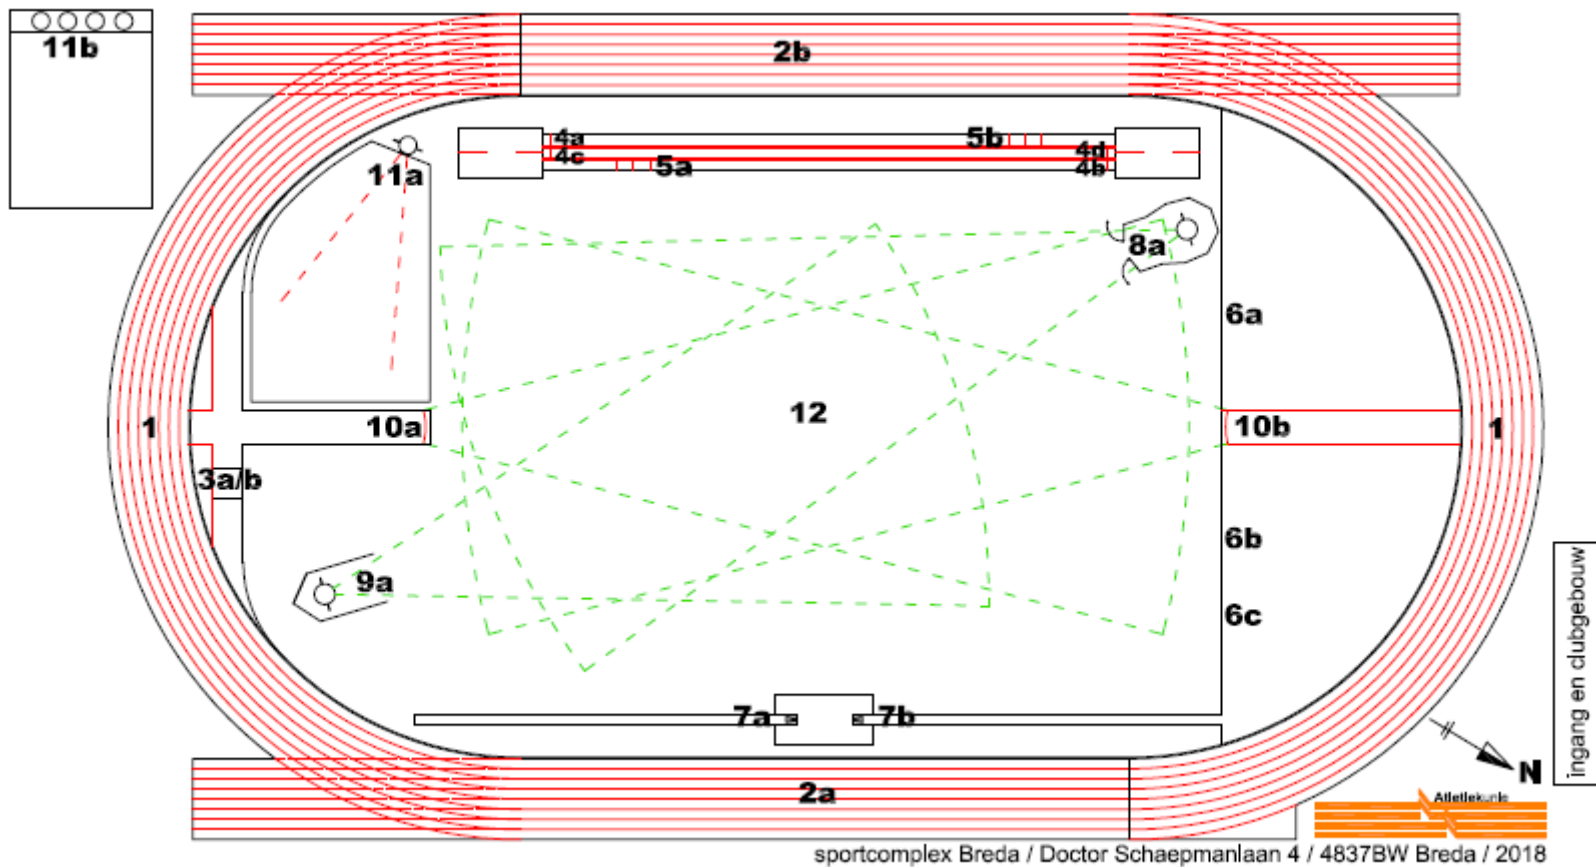 11b
2b
4a
5b
4c
4d
11a
5a
4b
8a
6a
12
1
10a
10b
1
3a/b
6b
9a
6c
7a
7b
ingang en clubgebouw
N
2a
Atletiekunie
sportcomplex Breda / Doctor Schaepmanlaan 4 / 4837BW Breda / 2018